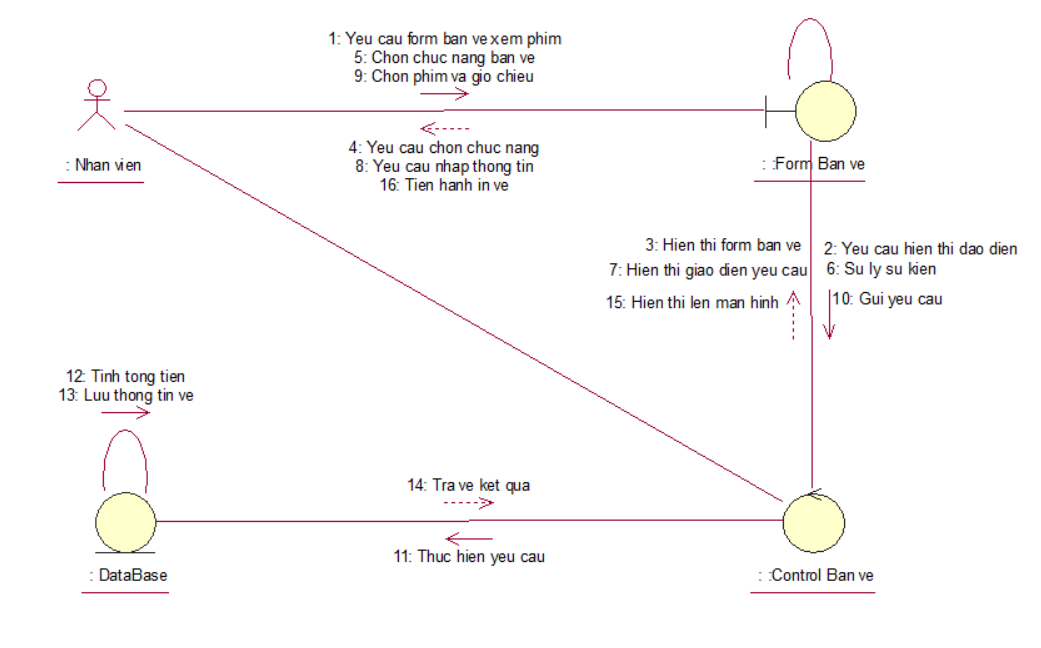 1: Yeu cau form ban ve xem phim
5: Chon chuc nang ban ve
9: Chon phim va gio chieu
4: Yeu cau chon chuc nang
8: Yeu cau nhap thong tin
16: Tien hanh in ve
: Nhan vien
: :Form Ban ve
3: Hien thi form ban ve
7: Hien thi giao dien yeu cau
15: Hien thi len man hinh
2: Yeu cau hien thi dao dien
6: Su ly su kien
10: Gui yeu cau
12: Tinh tong tien
13: Luu thong tin ve
14: Tra ve ket qua
11: Thuc hien yeu cau
: DataBase
: :Control Ban ve